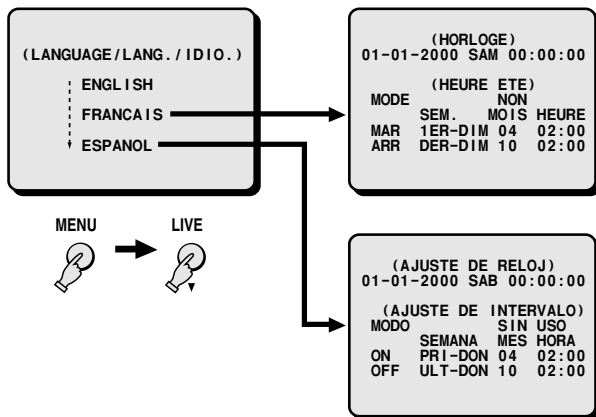 (LANGUAGE/LANG./IDIO.)
ENGLISH
FRANCAIS
ESPANOL
MENU
LIVE
(HORLOGE)
01-01-2000 SAM 00:00:00
(HEURE ETE)
MODE NON
SEM. MOIS HEURE
MAR 1ER-DIM 04 02:00
ARR DER-DIM 10 02:00
(AJUSTE DE RELOJ)
01-01-2000 SAB 00:00:00
(AJUSTE DE INTERVALO)
MODO SIN USO
SEMANA MES HORA
ON PRI-DON 04 02:00
OFF ULT-DON 10 02:00